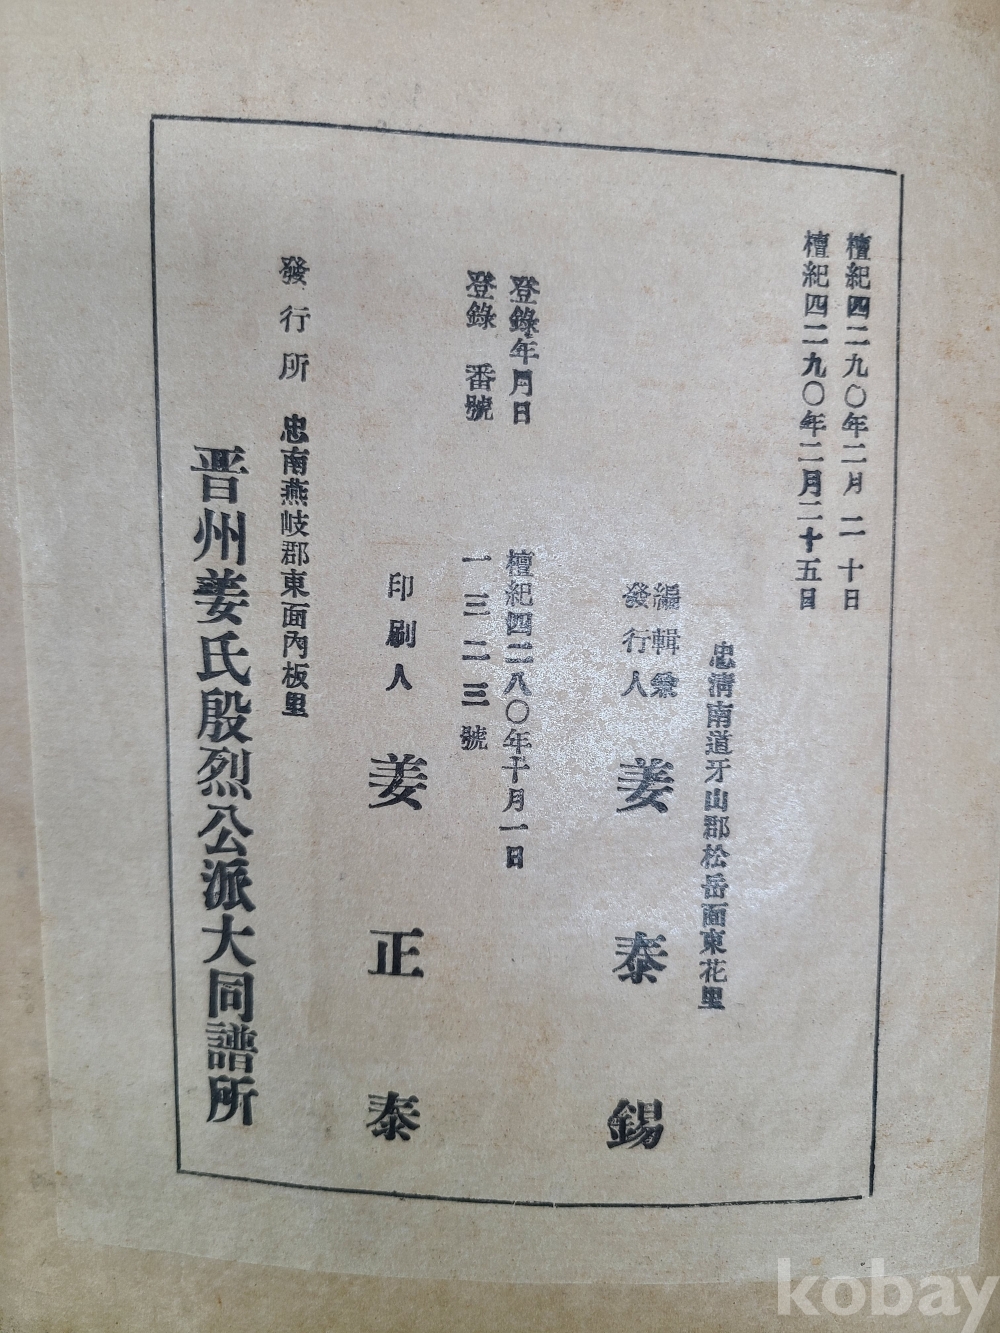 檀紀四二九〇年二月二十日
檀紀四二九〇年二月二十五日
忠清南道牙山郡松岳面東花里
編輯兼
發行人
姜泰錫
登錄年月日 檀紀四二八〇年十月一日
登錄番號 一三二三號
印刷人 姜正泰
發行所 忠南燕岐郡東面內板里
晋州姜氏殷烈公派大同譜所
kobay